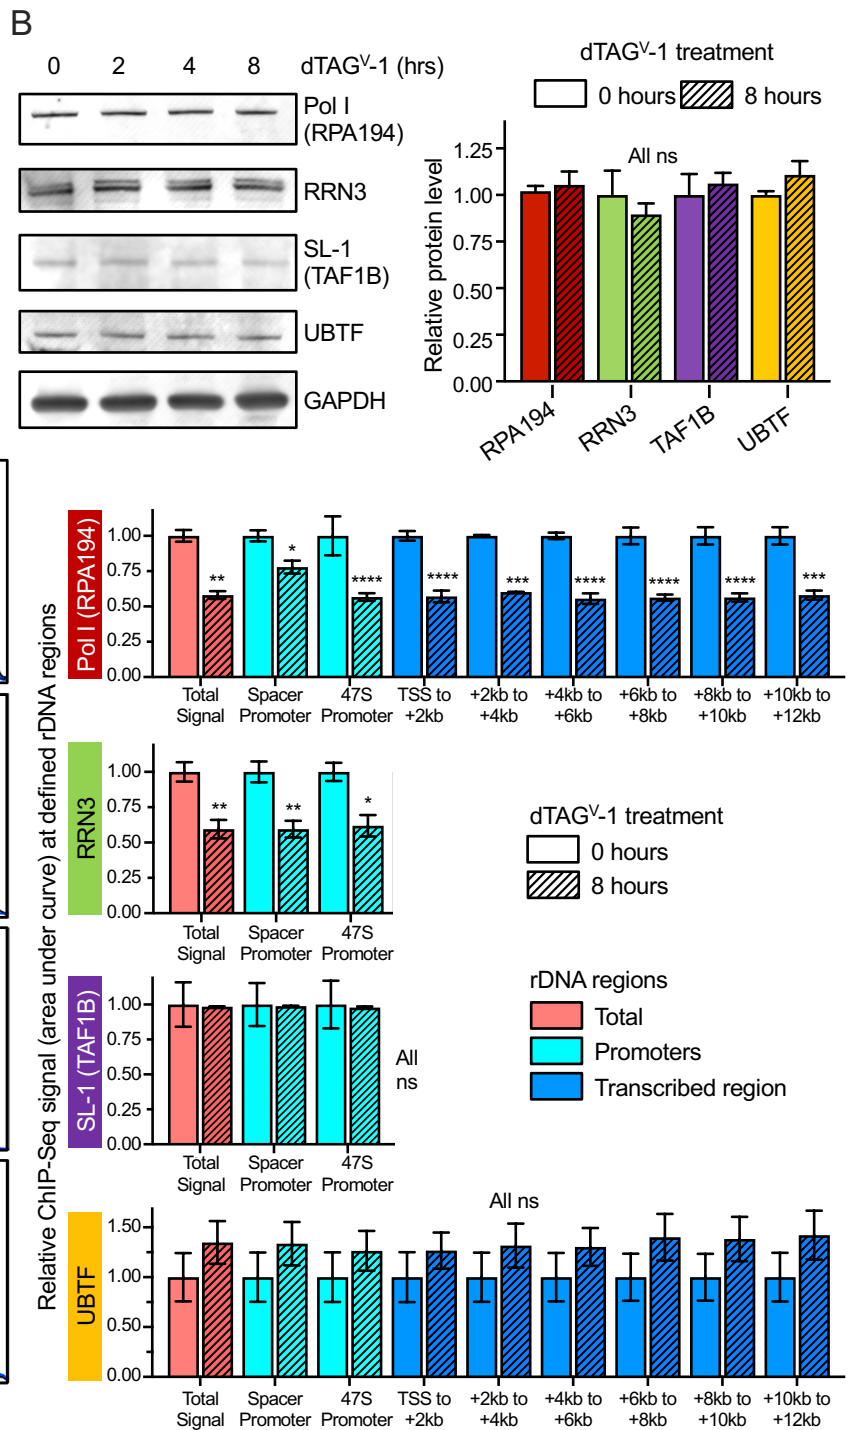 B
0 2 4 8 dTAGV-1 (hrs)
Pol I
(RPA194)
RRN3
SL-1
(TAF1B)
UBTF
GAPDH
dTAGV-1 treatment
0 hours 8 hours
All ns
Relative protein level
1.25
1.00
0.75
0.50
0.25
0.00
RPA194
RRN3
TAF1B
UBTF
Relative ChIP-Seq signal (area under curve) at defined rDNA regions
Pol I (RPA194)
1.00
0.75
0.50
0.25
0.00
** * **** **** *** **** **** **** ***
Total Spacer 47S TSS to +2kb to +4kb to +6kb to +8kb to +10kb to
Signal Promoter Promoter +2kb +4kb +6kb +8kb +10kb +12kb
RRN3
1.00
0.75
0.50
0.25
0.00
** ** *
Total Spacer 47S
Signal Promoter Promoter
dTAGV-1 treatment
0 hours
8 hours
SL-1 (TAF1B)
1.00
0.75
0.50
0.25
0.00
All
ns
Total Spacer 47S
Signal Promoter Promoter
rDNA regions
Total
Promoters
Transcribed region
UBTF
All ns
1.50
1.00
0.50
0.00
Total Spacer 47S TSS to +2kb to +4kb to +6kb to +8kb to +10kb to
Signal Promoter Promoter +2kb +4kb +6kb +8kb +10kb +12kb